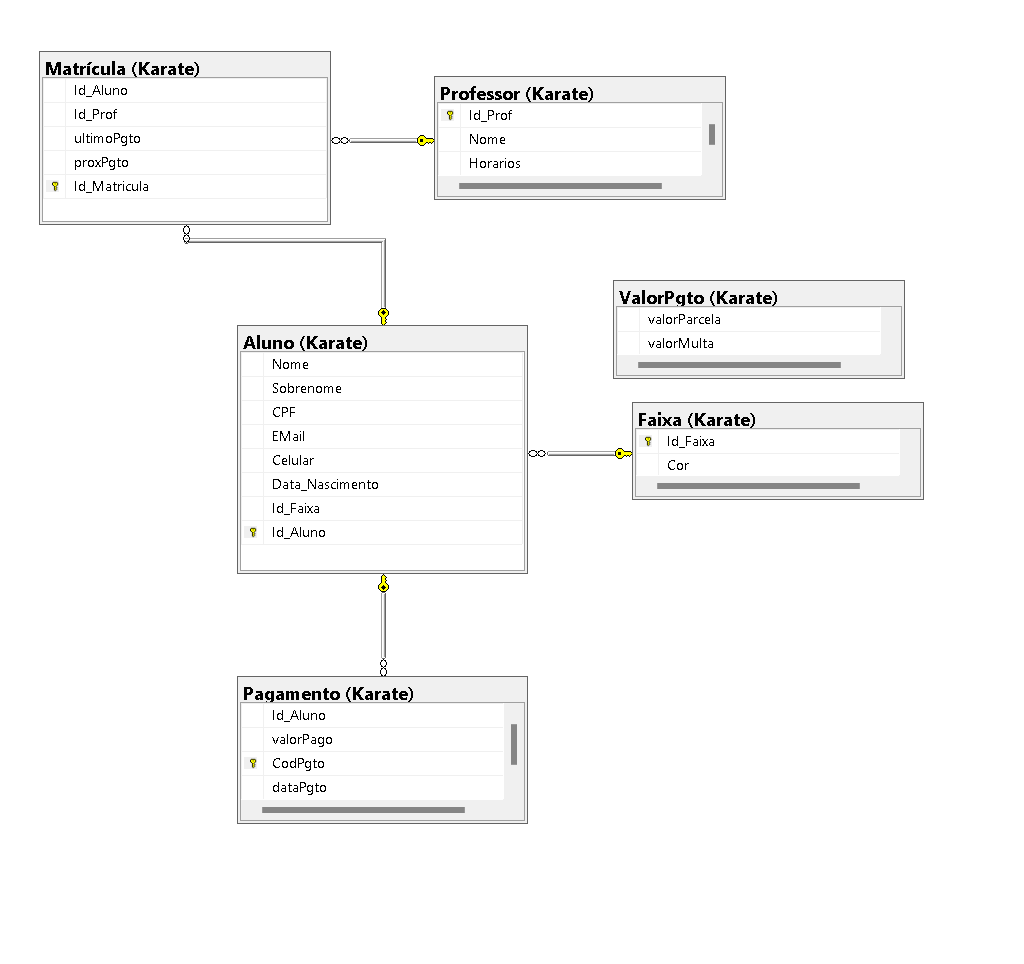 Matrícula (Karate)
Id_Aluno
Id_Prof
ultimoPgto
proxPgto
Id_Matricula
Professor (Karate)
Id_Prof
Nome
Horarios
ValorPgto (Karate)
valorParcela
valorMulta
Aluno (Karate)
Nome
Sobrenome
CPF
EMail
Celular
Data_Nascimento
Id_Faixa
Id_Aluno
Faixa (Karate)
Id_Faixa
Cor
Pagamento (Karate)
Id_Aluno
valorPago
CodPgto
dataPgto